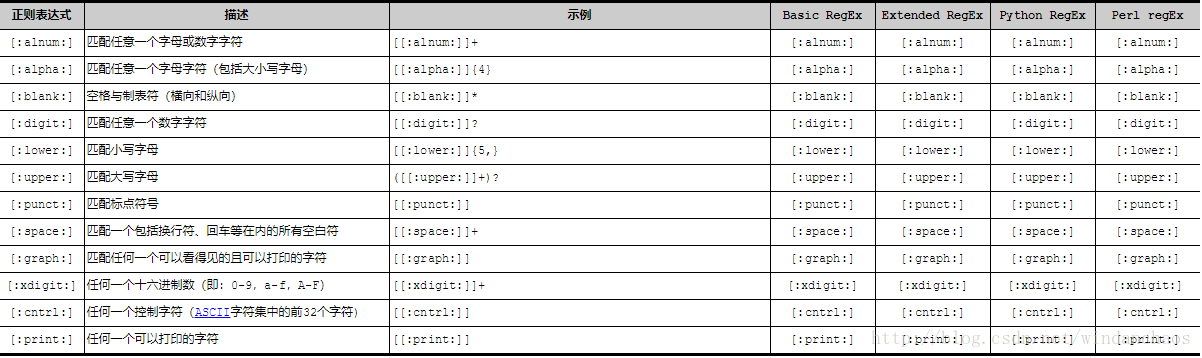 正则表达式 描述 示例 Basic RegEx Extended RegEx Python RegEx Perl regEx
[:alnum:] 匹配任意一个字母或数字字符 [[:alnum:]]+ [:alnum:] [:alnum:] [:alnum:] [:alnum:]
[:alpha:] 匹配任意一个字母字符（包括大小写字母） [[:alpha:]]{4} [:alpha:] [:alpha:] [:alpha:] [:alpha:]
[:blank:] 空格与制表符（横向和纵向） [[:blank:]]* [:blank:] [:blank:] [:blank:] [:blank:]
[:digit:] 匹配任意一个数字字符 [[:digit:]]? [:digit:] [:digit:] [:digit:] [:digit:]
[:lower:] 匹配小写字母 [[:lower:]]{5,} [:lower:] [:lower:] [:lower:] [:lower:]
[:upper:] 匹配大写字母 ([[:upper:]]+)? [:upper:] [:upper:] [:upper:] [:upper:]
[:punct:] 匹配标点符号 [[:punct:]] [:punct:] [:punct:] [:punct:] [:punct:]
[:space:] 匹配一个包括换行符、回车等在内的所有空白符 [[:space:]]+ [:space:] [:space:] [:space:] [:space:]
[:graph:] 匹配任何一个可以看得见的且可以打印的字符 [[:graph:]] [:graph:] [:graph:] [:graph:] [:graph:]
[:xdigit:] 任何一个十六进制数（即：0-9，a-f，A-F） [[:xdigit:]]+ [:xdigit:] [:xdigit:] [:xdigit:] [:xdigit:]
[:cntrl:] 任何一个控制字符（ASCII字符集中的前32个字符） [[:cntrl:]] [:cntrl:] [:cntrl:] [:cntrl:] [:cntrl:]
[:print:] 任何一个可以打印的字符 [[:print:]] [:print:] [:print:] [:print:] [:print:]